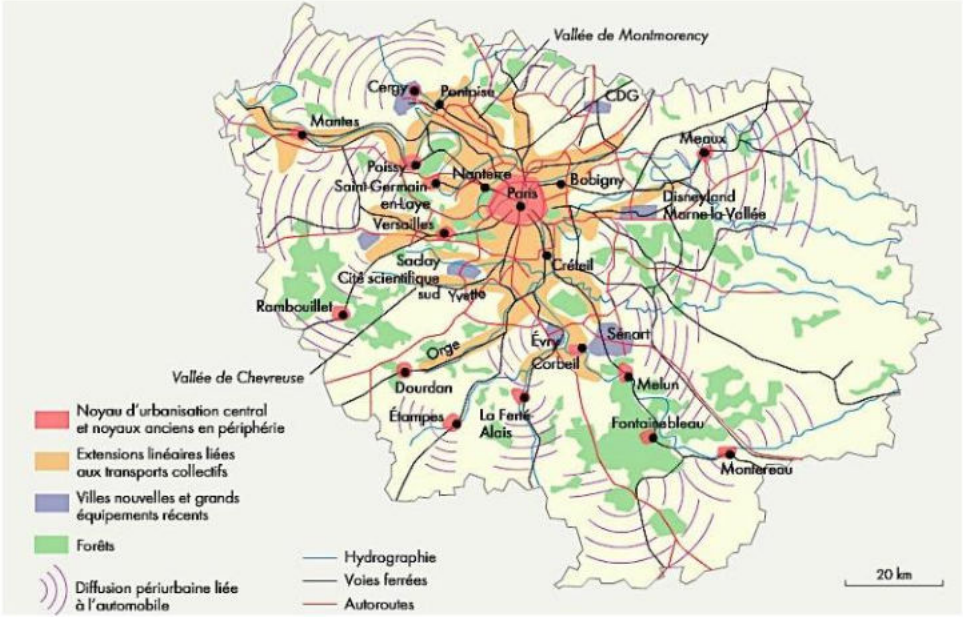 Vallée de Montmorency
Cergy
Pontoise
CDG
Mantes
Meaux
Poissy
Nanterre
Bobigny
Saint-Germain-
en-Laye
Paris
Disneyland
Marne-la-Vallée
Versailles
Saclay
Cité scientifique
sud
Yvette
Créteil
Rambouillet
Orge
Évry
Corbeil
Sénart
Vallée de Chevreuse
Dourdan
Melun
Étampes
La Ferté-
Alais
Fontainebleau
Montereau
Noyau d'urbanisation central
et noyaux anciens en périphérie
Extensions linéaires liées
aux transports collectifs
Villes nouvelles et grands
équipements récents
Forêts
Diffusion périurbaine liée
à l'automobile
Hydrographie
Voies ferrées
Autoroutes
20 km